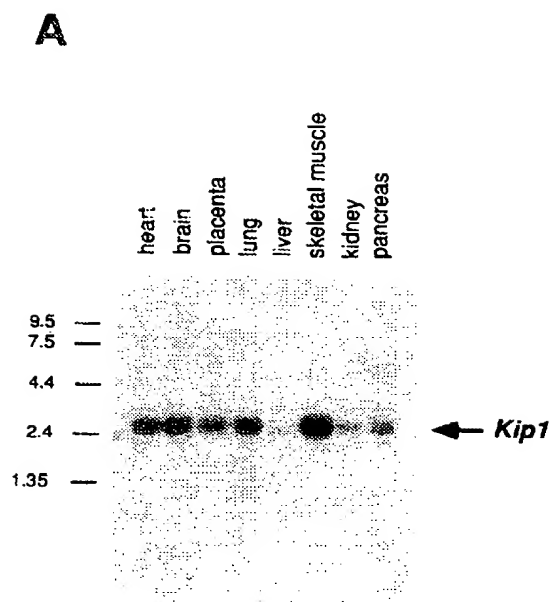 A
heart
brain
placenta
lung
liver
skeletal muscle
kidney
pancreas
9.5
7.5
4.4
2.4
1.35
Kip1